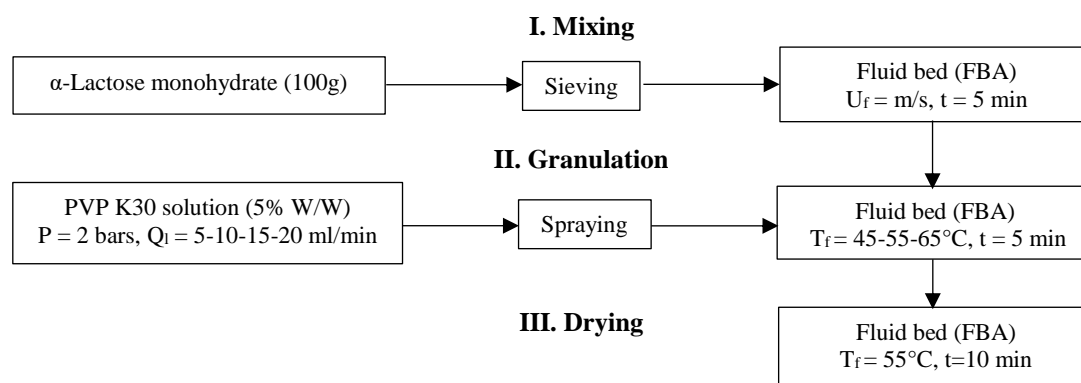 I. Mixing
α-Lactose monohydrate (100g)
Sieving
Fluid bed (FBA)
Uf = m/s, t = 5 min
II. Granulation
PVP K30 solution (5% W/W)
P = 2 bars, Ql = 5-10-15-20 ml/min
Spraying
Fluid bed (FBA)
Tf = 45-55-65°C, t = 5 min
III. Drying
Fluid bed (FBA)
Tf = 55°C, t=10 min